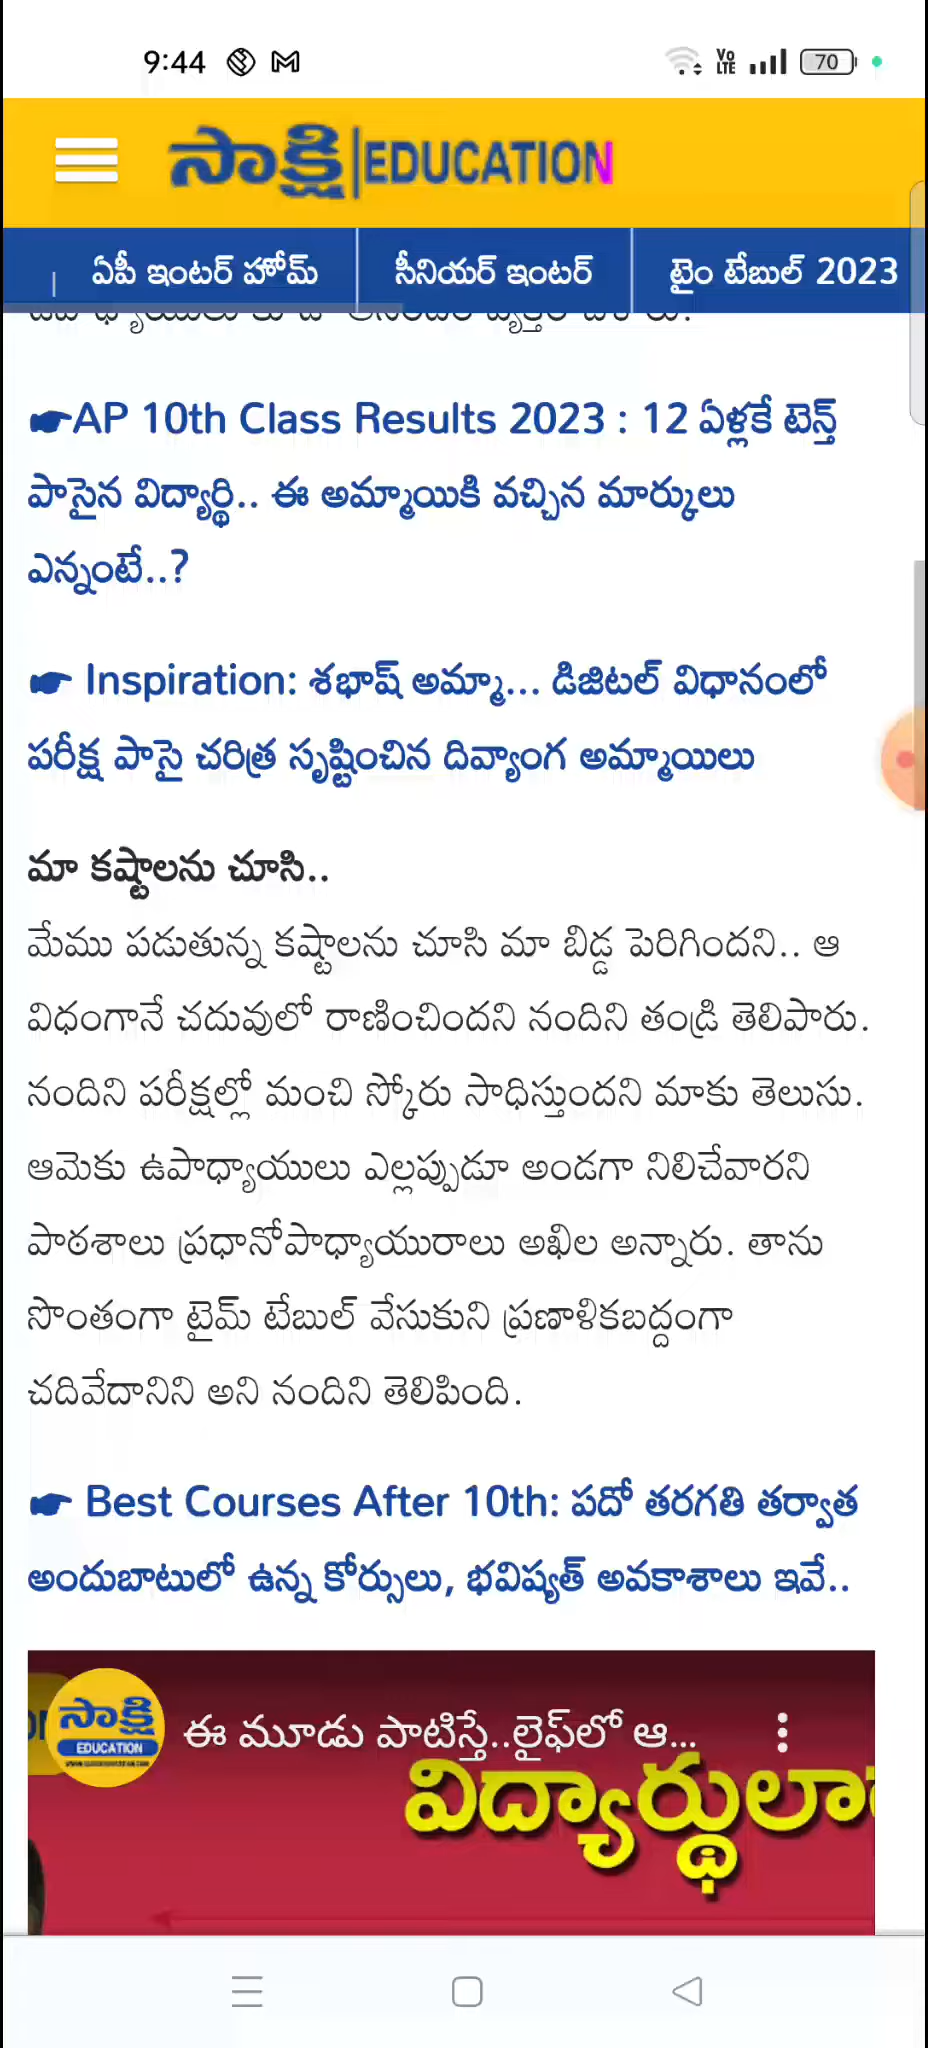 9:44
Vo LTE
70
సాక్షి|EDUCATION
ఏపీ ఇంటర్ హోమ్
సీనియర్ ఇంటర్
టైం టేబుల్ 2023
☛AP 10th Class Results 2023 : 12 ఏళ్లకే టెన్త్
పాసైన విద్యార్థి.. ఈ అమ్మాయికి వచ్చిన మార్కులు
ఎన్నంటే..?
☛ Inspiration: శభాష్ అమ్మా... డిజిటల్ విధానంలో
పరీక్ష పాసై చరిత్ర సృష్టించిన దివ్యాంగ అమ్మాయిలు
మా కష్టాలను చూసి..
మేము పడుతున్న కష్టాలను చూసి మా బిడ్డ పెరిగిందని.. ఆ
విధంగానే చదువులో రాణించిందని నందిని తండ్రి తెలిపారు.
నందిని పరీక్షల్లో మంచి స్కోరు సాధిస్తుందని మాకు తెలుసు.
ఆమెకు ఉపాధ్యాయులు ఎల్లప్పుడూ అండగా నిలిచేవారని
పాఠశాలు ప్రధానోపాధ్యాయురాలు అఖిల అన్నారు. తాను
సొంతంగా టైమ్ టేబుల్ వేసుకుని ప్రణాళికబద్దంగా
చదివేదానిని అని నందిని తెలిపింది.
☛ Best Courses After 10th: పదో తరగతి తర్వాత
అందుబాటులో ఉన్న కోర్సులు, భవిష్యత్ అవకాశాలు ఇవే..
సాక్షి
EDUCATION
ఈ మూడు పాటిస్తే..లైఫ్‌లో ఆ...
విద్యార్థులా